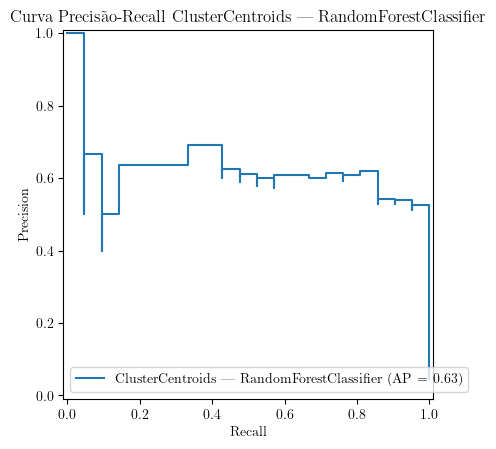 Curva Precisão-Recall ClusterCentroids — RandomForestClassifier
1.0
0.8
0.6
0.4
0.2
0.0
Precision
ClusterCentroids — RandomForestClassifier (AP = 0.63)
0.0 0.2 0.4 0.6 0.8 1.0
Recall